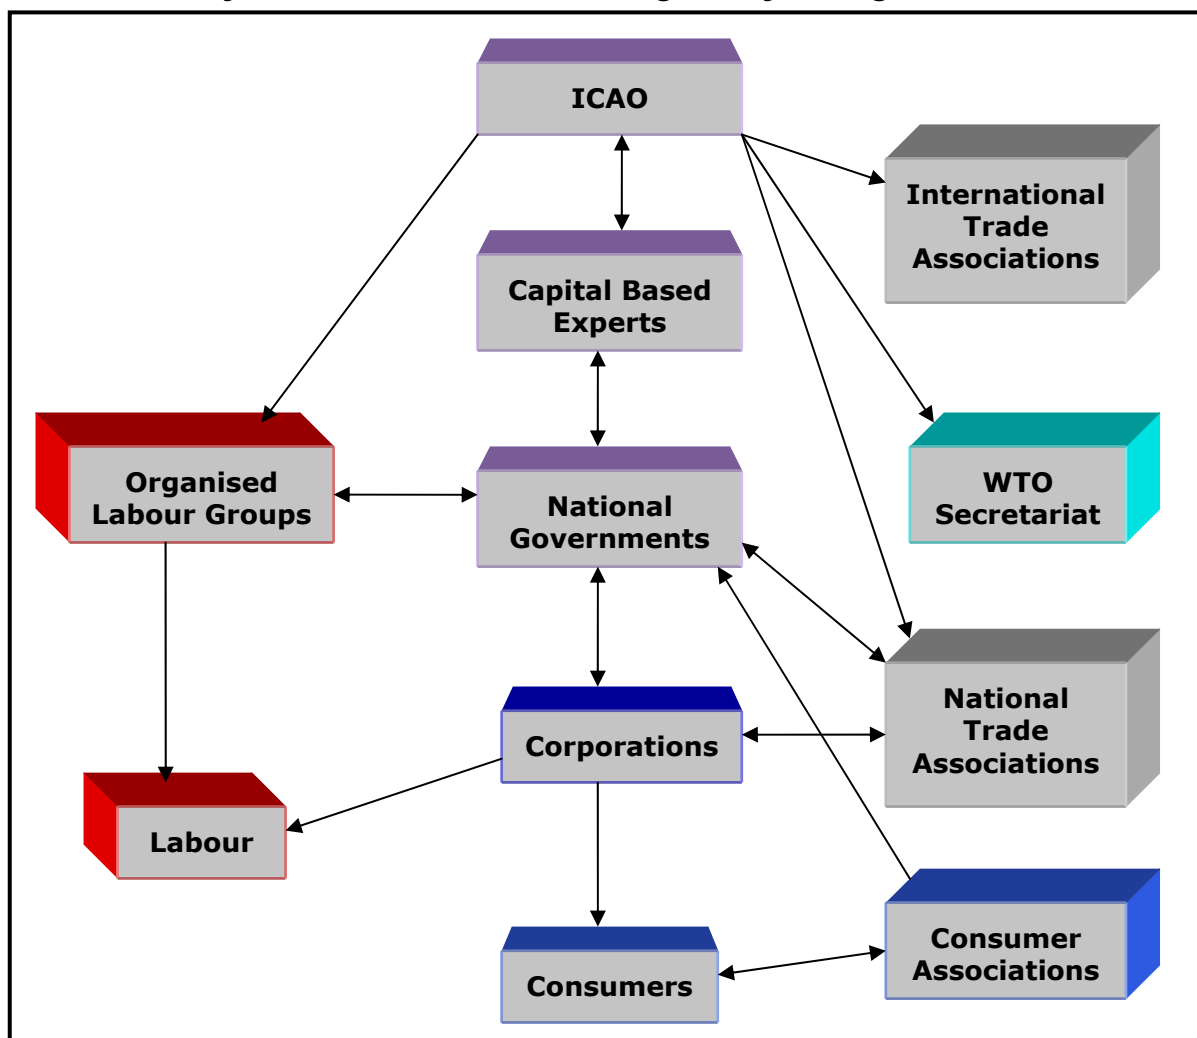 ICAO
International
Trade
Associations
Capital Based
Experts
Organised
Labour Groups
National
Governments
WTO
Secretariat
National
Trade
Associations
Corporations
Labour
Consumer
Associations
Consumers